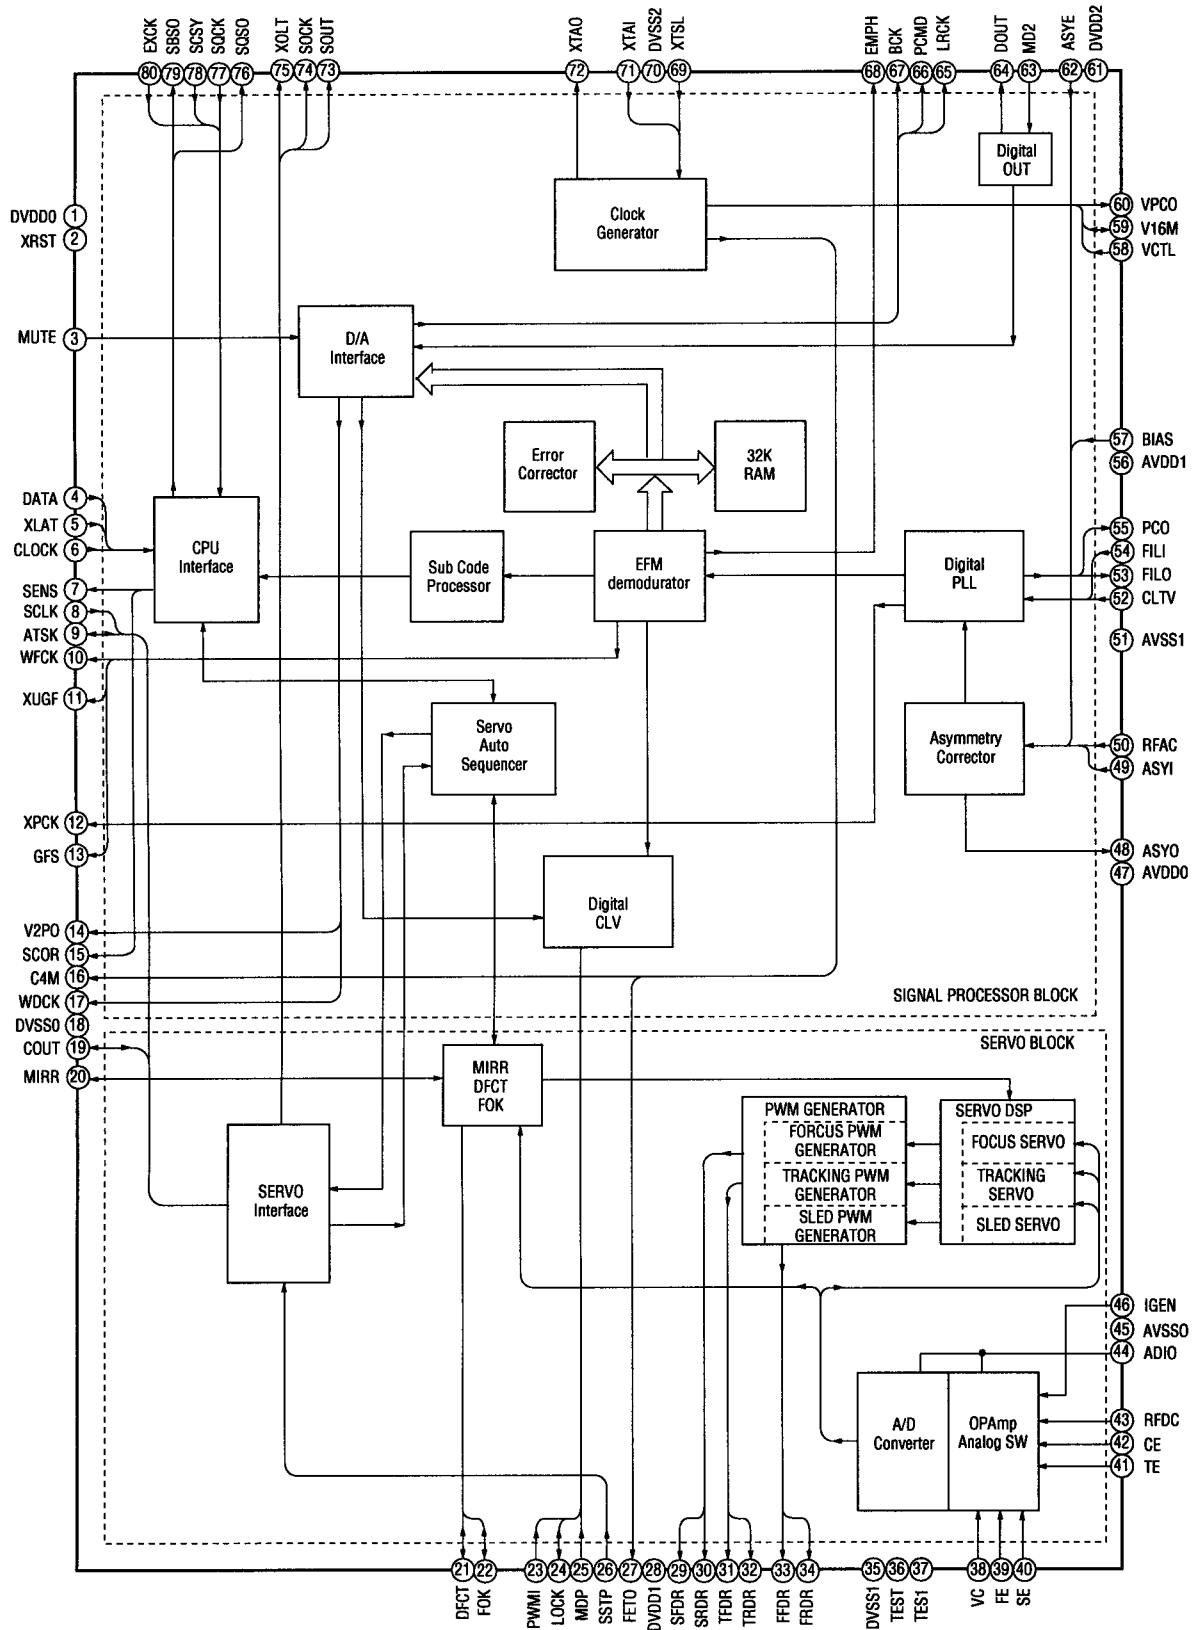 EXCK
SBSO
SCSY
SOCK
SQSO
XOLT
SOCK
SOUT
XTAO
XTAI
DVSS2
XTSL
EMPH
BCK
PCMD
LRCK
DOUT
MD2
ASYE
DVDD2
80 79 78 77 76 75 74 73 72 71 70 69 68 67 66 65 64 63 62 61
Digital
OUT
Clock
Generator
DVDD0 1
XRST 2
60 VPCO
59 V16M
58 VCTL
MUTE 3
D/A
Interface
Error
Corrector
32K
RAM
57 BIAS
56 AVDD1
DATA 4
XLAT 5
CLOCK 6
SENS 7
SCLK 8
ATSK 9
WFCK 10
XUGF 11
CPU
Interface
Sub Code
Processor
EFM
demodurator
Digital
PLL
55 PCO
54 FILI
53 FILO
52 CLTV
51 AVSS1
Servo
Auto
Sequencer
Asymmetry
Corrector
50 RFAC
49 ASYI
XPCK 12
GFS 13
48 ASYO
47 AVDD0
Digital
CLV
V2PO 14
SCOR 15
C4M 16
WDCK 17
DVSSO 18
COUT 19
MIRR 20
SIGNAL PROCESSOR BLOCK
SERVO BLOCK
MIRR
DFCT
FOK
PWM GENERATOR
FORCUS PWM
GENERATOR
TRACKING PWM
GENERATOR
SLED PWM
GENERATOR
SERVO DSP
FOCUS SERVO
TRACKING
SERVO
SLED SERVO
SERVO
Interface
46 IGEN
45 AVSSO
44 ADIO
A/D
Converter
OPAmp
Analog SW
43 RFDC
42 CE
41 TE
21 22 23 24 25 26 27 28 29 30 31 32 33 34 35 36 37 38 39 40
DFCT
FOK
PWMI
LOCK
MDP
SSTP
FETO
DVDD1
SFDR
SRDR
TFDR
TRDR
FFDR
FRDR
DVSS1
TEST
TES1
VC
FE
SE